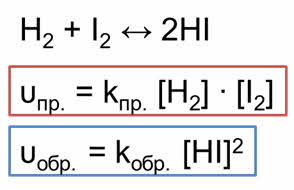 H₂ + I₂ ↔ 2HI
υпр. = kпр. [H₂] · [I₂]
υобр. = kобр. [HI]²